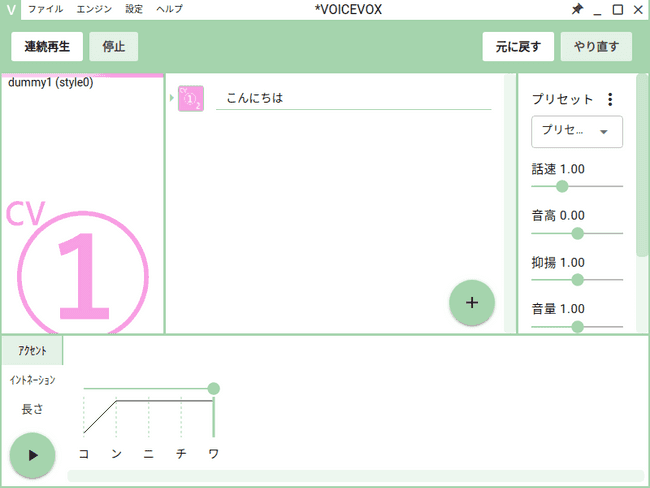 V ファイル エンジン 設定 ヘルプ *VOICEVOX
連続再生 停止 元に戻す やり直す
dummy1 (style0)
CV
1
CV
1
2
こんにちは
プリセット
プリセ...
話速 1.00
音高 0.00
抑揚 1.00
音量 1.00
ｱｸｾﾝﾄ
ｲﾝﾄﾈｰｼｮﾝ
長さ
コ ン ニ チ ワ